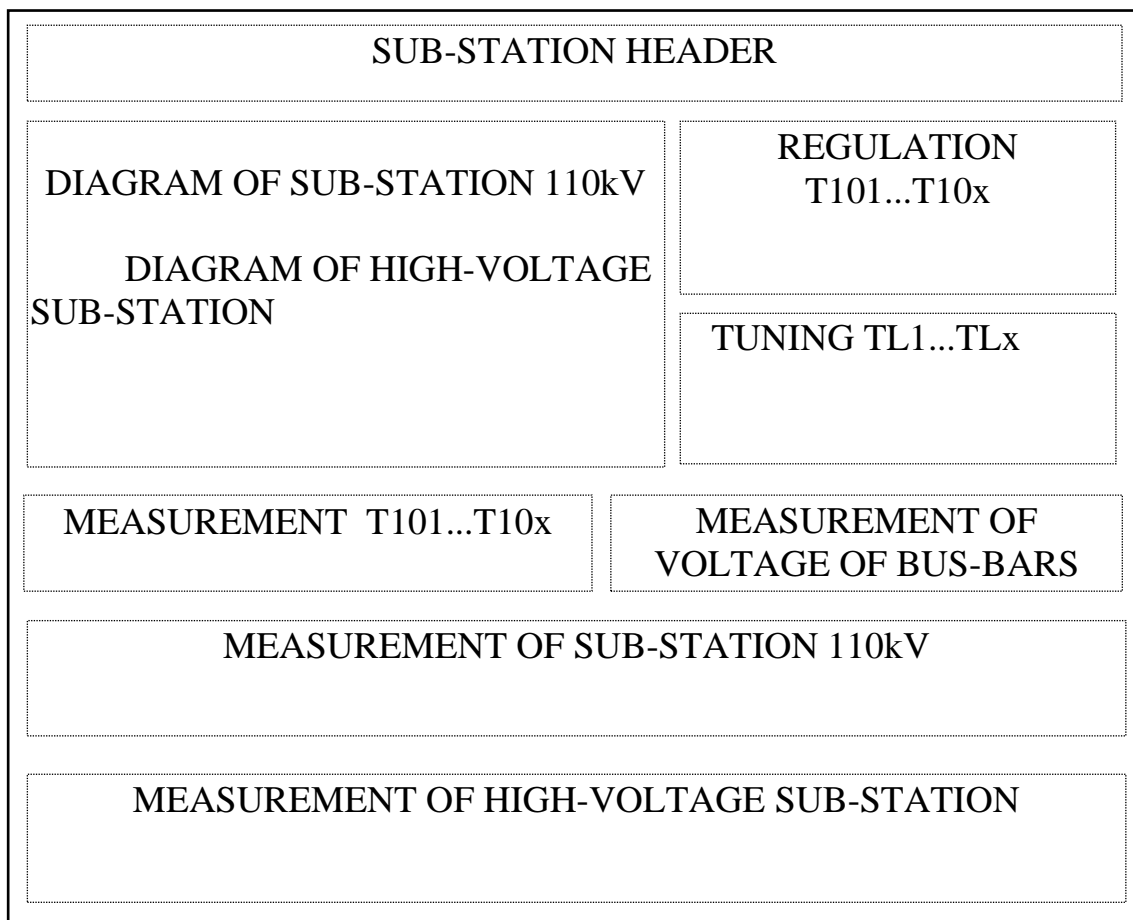 SUB-STATION HEADER
DIAGRAM OF SUB-STATION 110kV
DIAGRAM OF HIGH-VOLTAGE
SUB-STATION
REGULATION
T101...T10x
TUNING TL1...TLx
MEASUREMENT T101...T10x
MEASUREMENT OF
VOLTAGE OF BUS-BARS
MEASUREMENT OF SUB-STATION 110kV
MEASUREMENT OF HIGH-VOLTAGE SUB-STATION